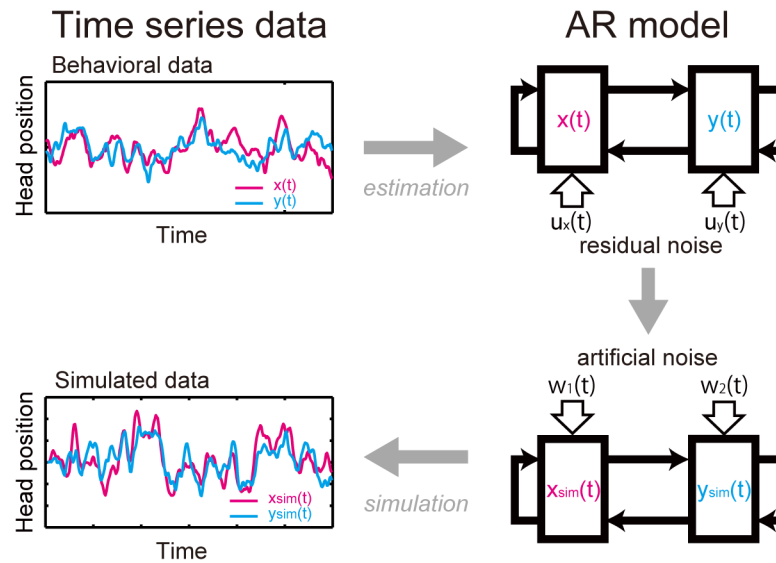 Time series data
AR model
Behavioral data
Head position
x(t)
y(t)
Time
estimation
x(t)
y(t)
ux(t)
uy(t)
residual noise
artificial noise
w1(t)
w2(t)
Simulated data
Head position
xsim(t)
ysim(t)
Time
simulation
xsim(t)
ysim(t)